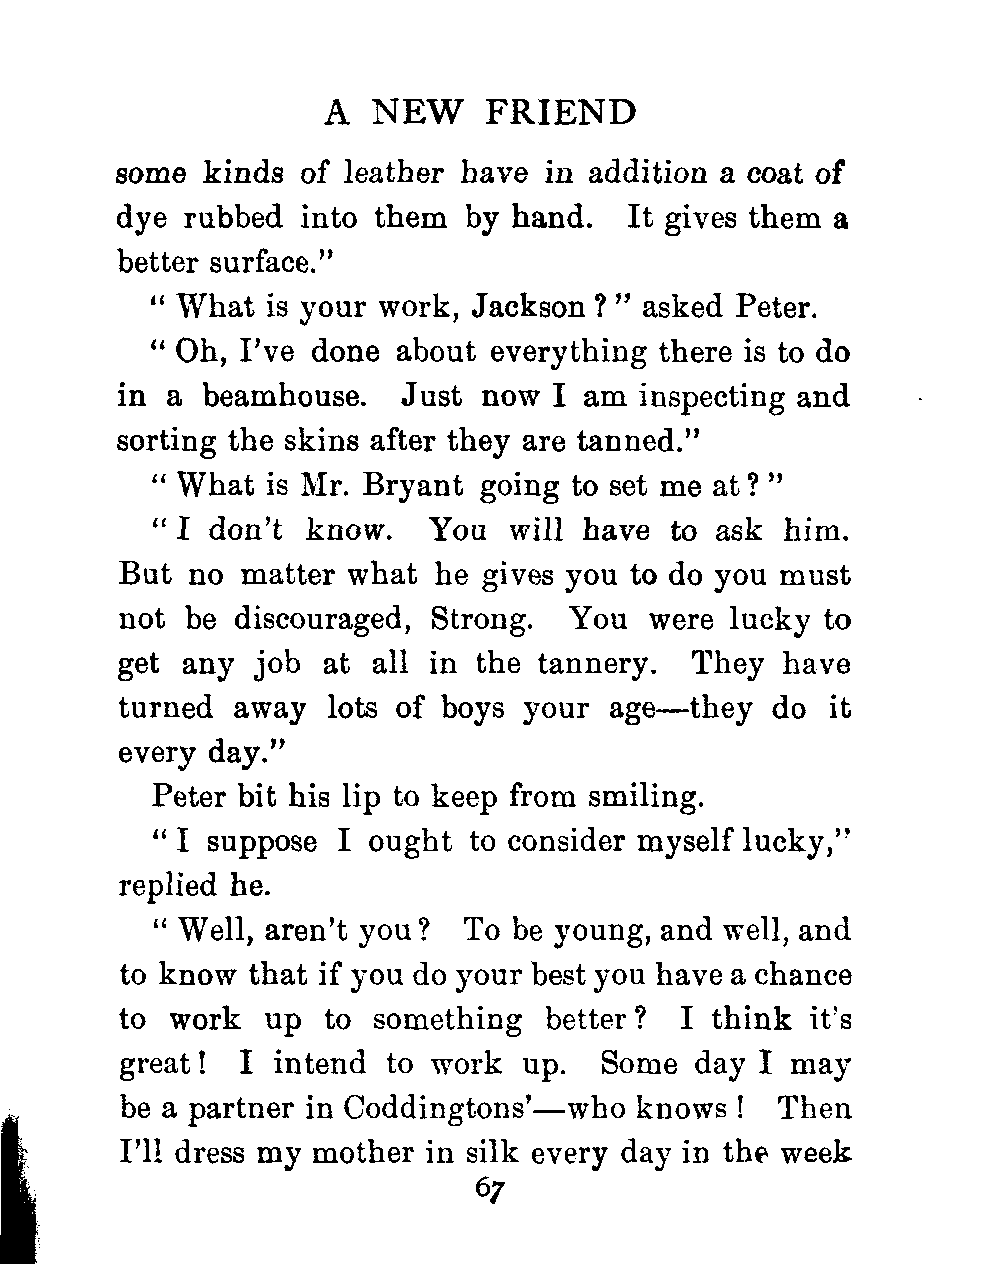 A NEW FRIEND
some kinds of leather have in addition a coat of
dye rubbed into them by hand. It gives them a
better surface."
" What is your work, Jackson ? " asked Peter.
" Oh, I've done about everything there is to do
in a beamhouse. Just now I am inspecting and
sorting the skins after they are tanned."
" What is Mr. Bryant going to set me at ? "
" I don't know. You will have to ask him.
But no matter what he gives you to do you must
not be discouraged, Strong. You were lucky to
get any job at all in the tannery. They have
turned away lots of boys your age—they do it
every day."
Peter bit his lip to keep from smiling.
" I suppose I ought to consider myself lucky,"
replied he.
" Well, aren't you ? To be young, and well, and
to know that if you do your best you have a chance
to work up to something better ? I think it's
great ! I intend to work up. Some day I may
be a partner in Coddingtons'—who knows ! Then
I'll dress my mother in silk every day in the week
67